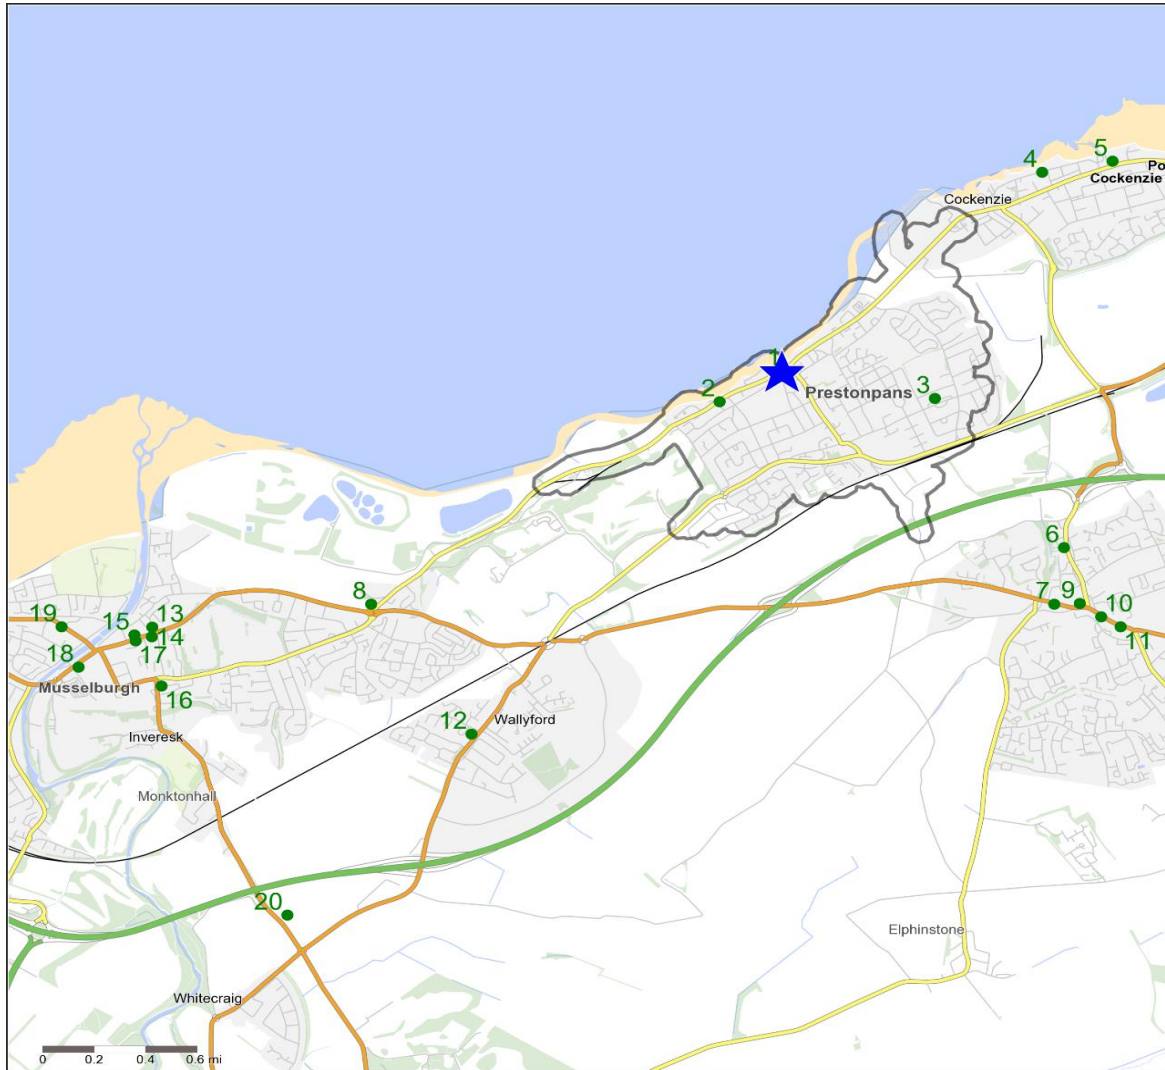 5
4
Po
Cockenzie
Cockenzie
1
2
3
Prestonpans
6
8
7
9
10
11
19
15
13
14
17
18
Musselburgh
16
12
Wallyford
Inveresk
Monktonhall
20
Elphinstone
Whitecraig
0 0.2 0.4 0.6 mi